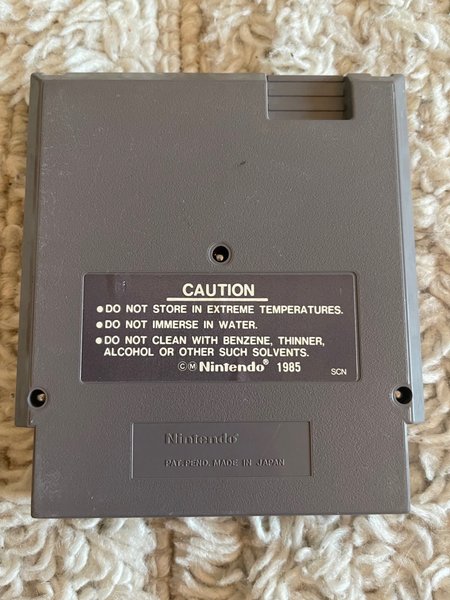 CAUTION
●DO NOT STORE IN EXTREME TEMPERATURES.
●DO NOT IMMERSE IN WATER.
●DO NOT CLEAN WITH BENZENE, THINNER,
ALCOHOL OR OTHER SUCH SOLVENTS.
©Ⓜ Nintendo® 1985 SCN
Nintendo®
PAT.PEND. MADE IN JAPAN